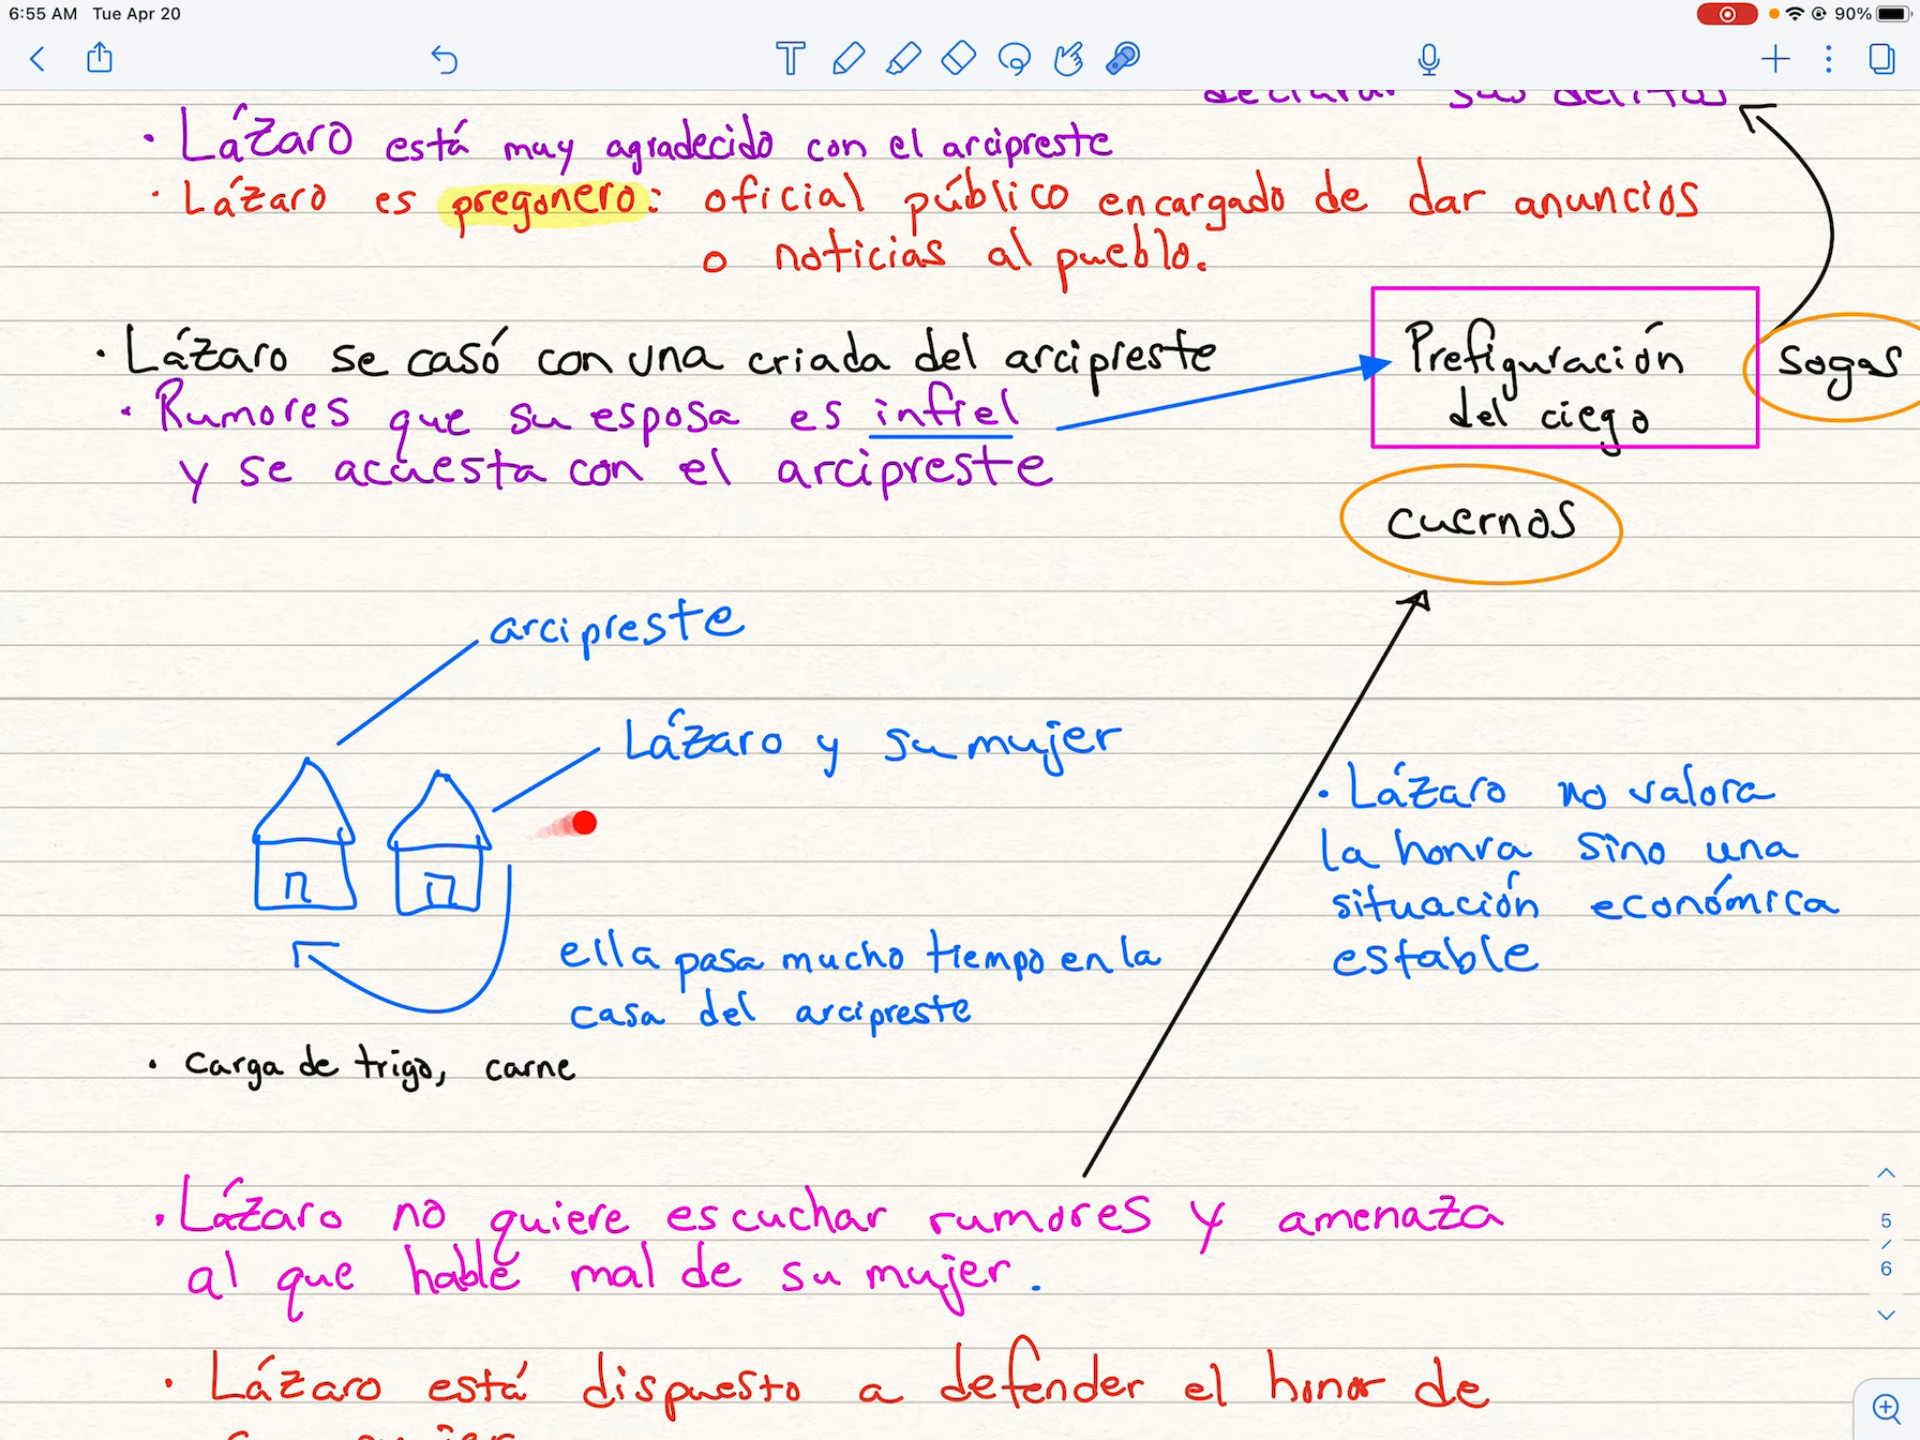 6:55 AM Tue Apr 20
90%
declarar sus delitos
· Lázaro está muy agradecido con el arcipreste
· Lázaro es pregonero: oficial público encargado de dar anuncios
o noticias al pueblo.
· Lázaro se casó con una criada del arcipreste
· Rumores que su esposa es infiel
y se acuesta con el arcipreste
Prefiguración
del ciego
sogas
cuernos
arcipreste
Lázaro y su mujer
ella pasa mucho tiempo en la
casa del arcipreste
· Lázaro no valora
la honra sino una
situación económica
estable
· carga de trigo, carne
· Lázaro no quiere escuchar rumores y amenaza
al que hable mal de su mujer.
· Lázaro está dispuesto a defender el honor de
su mujer
5
/
6